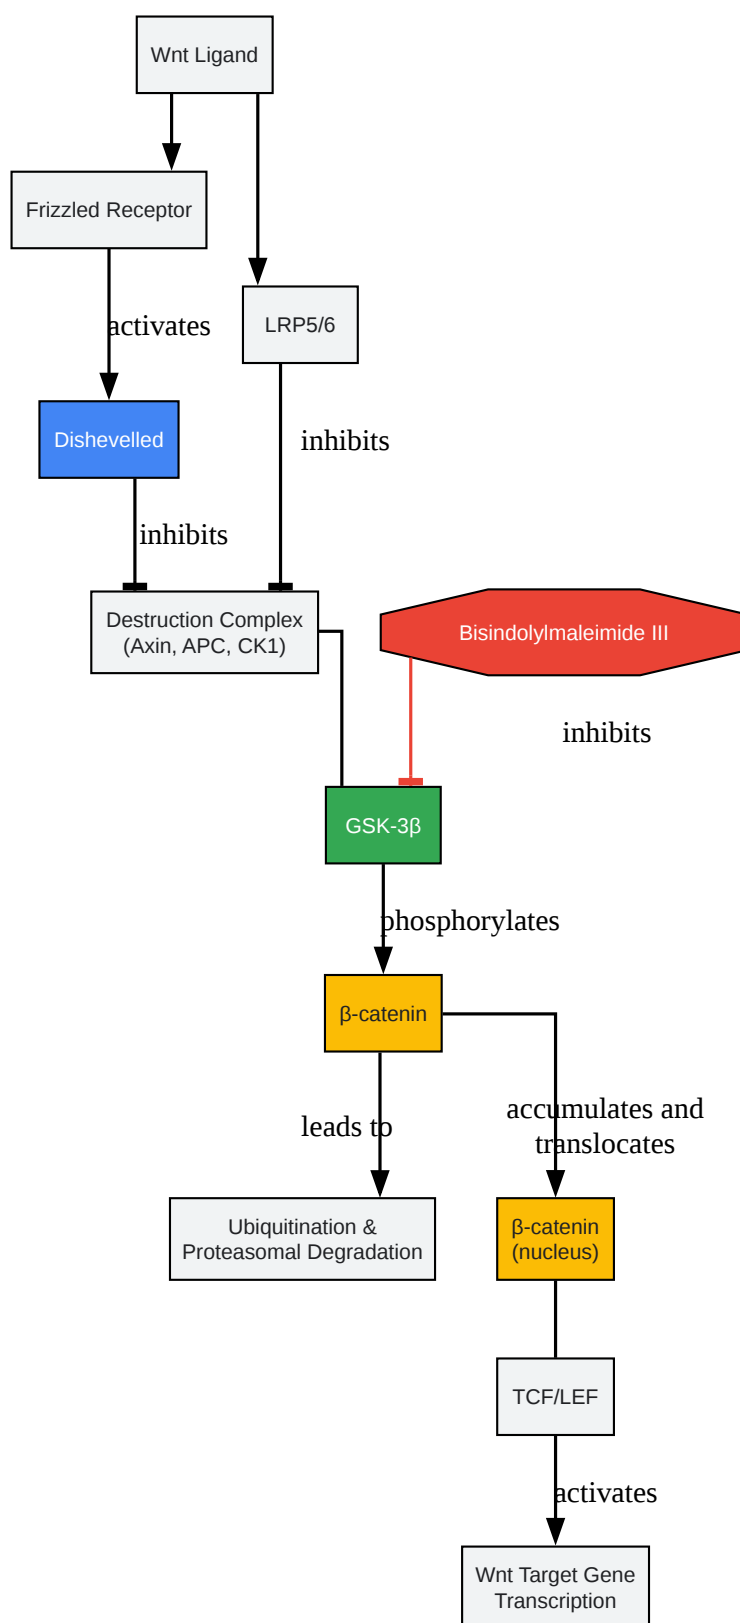 Wnt Ligand
Frizzled Receptor
activates
LRP5/6
Dishevelled
inhibits
inhibits
Destruction Complex
(Axin, APC, CK1)
Bisindolylmaleimide III
inhibits
GSK-3β
phosphorylates
β-catenin
leads to
accumulates and
translocates
Ubiquitination &
Proteasomal Degradation
β-catenin
(nucleus)
TCF/LEF
activates
Wnt Target Gene
Transcription